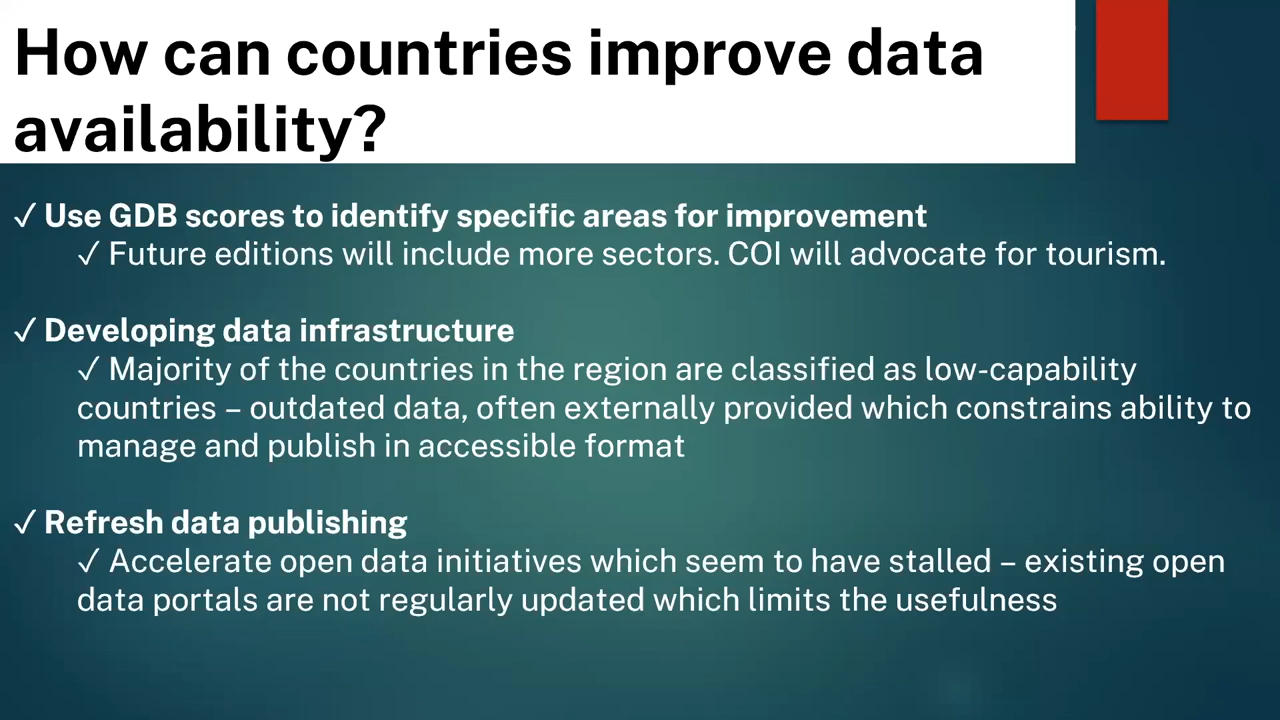 How can countries improve data
availability?
✓ Use GDB scores to identify specific areas for improvement
✓ Future editions will include more sectors. COI will advocate for tourism.
✓ Developing data infrastructure
✓ Majority of the countries in the region are classified as low-capability
countries – outdated data, often externally provided which constrains ability to
manage and publish in accessible format
✓ Refresh data publishing
✓ Accelerate open data initiatives which seem to have stalled – existing open
data portals are not regularly updated which limits the usefulness